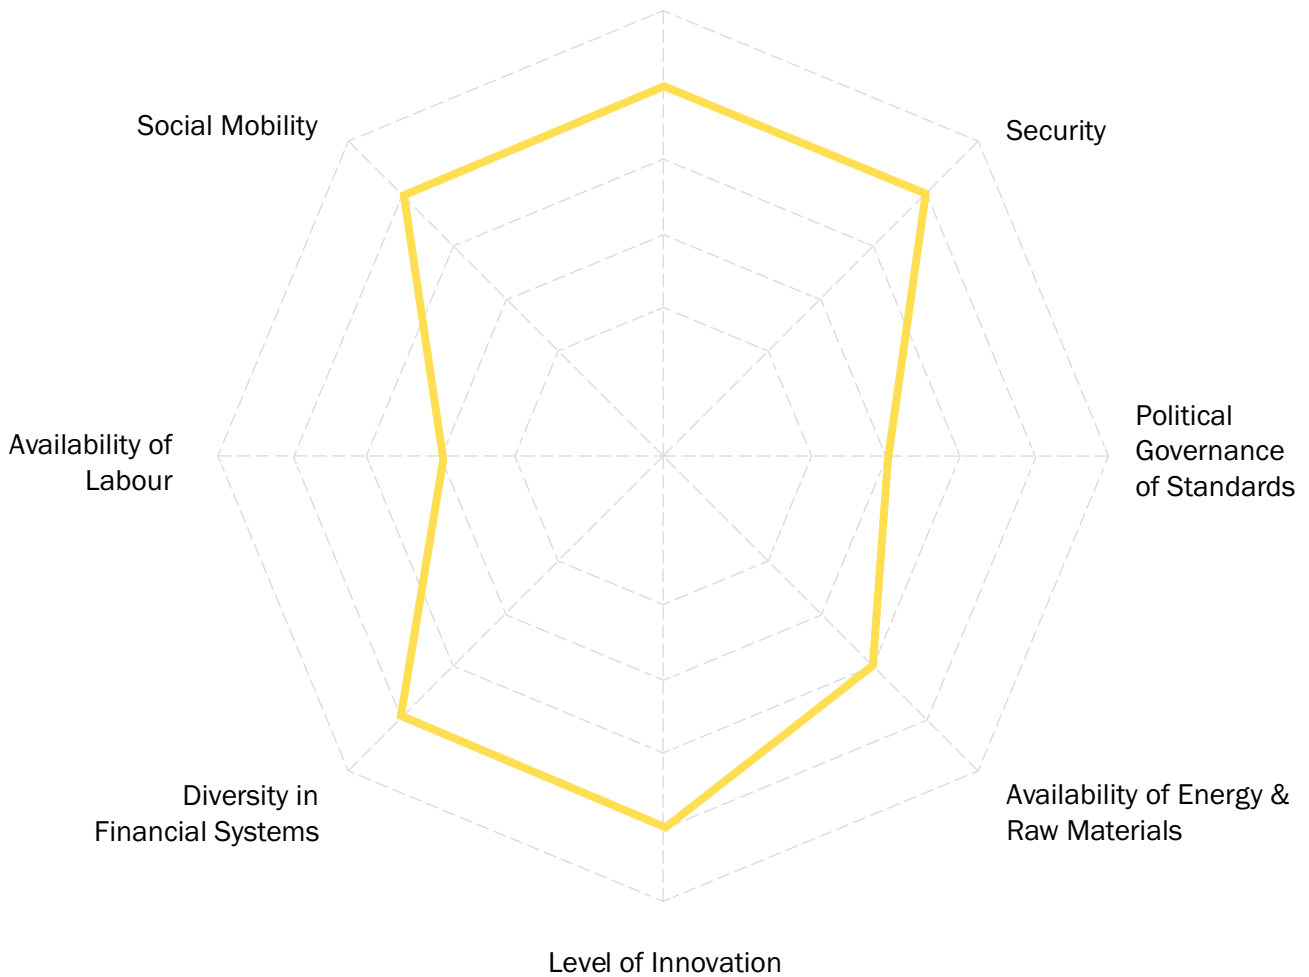 Social Mobility
Security
Political
Governance
of Standards
Availability of
Labour
Diversity in
Financial Systems
Availability of Energy &
Raw Materials
Level of Innovation